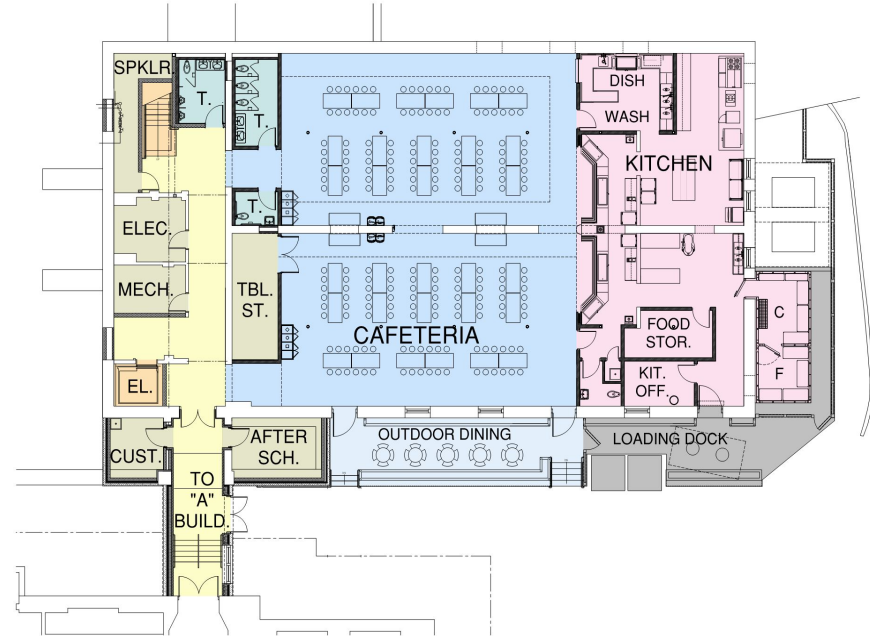 SPKLR.
T.
T.
DISH
WASH
KITCHEN
T.
ELEC.
MECH.
TBL.
ST.
CAFETERIA
FOOD
STOR.
C
F
EL.
KIT.
OFF.
CUST.
AFTER
SCH.
OUTDOOR DINING
LOADING DOCK
TO
"A"
BUILD.